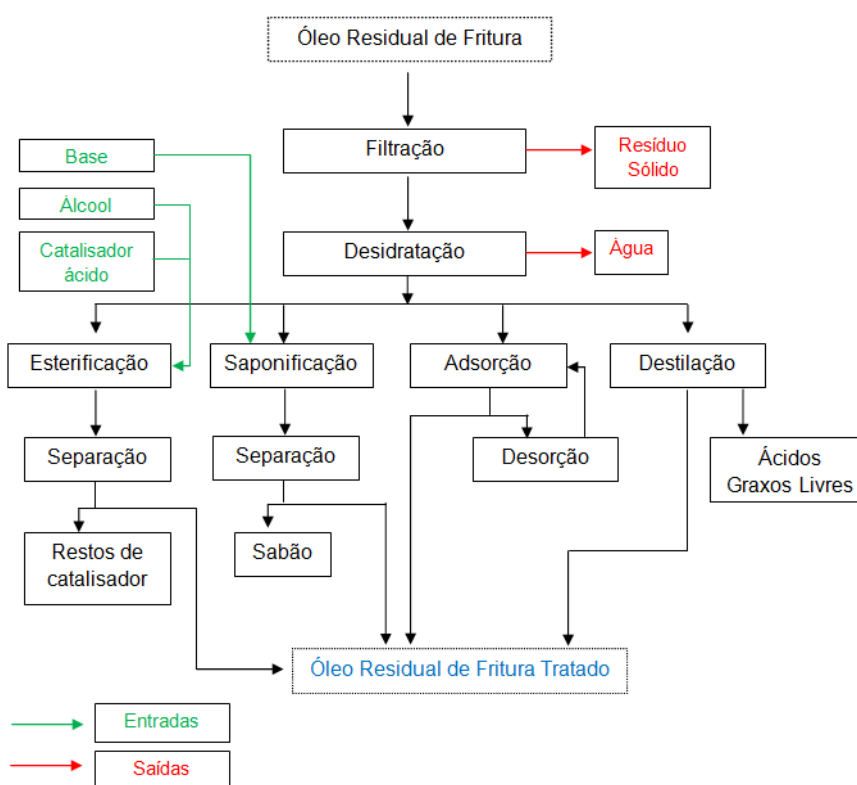 Óleo Residual de Fritura
Filtração
Resíduo
Sólido
Base
Álcool
Catalisador
ácido
Desidratação
Água
Esterificação
Saponificação
Adsorção
Destilação
Separação
Separação
Desorção
Ácidos
Graxos Livres
Restos de
catalisador
Sabão
Óleo Residual de Fritura Tratado
Entradas
Saídas